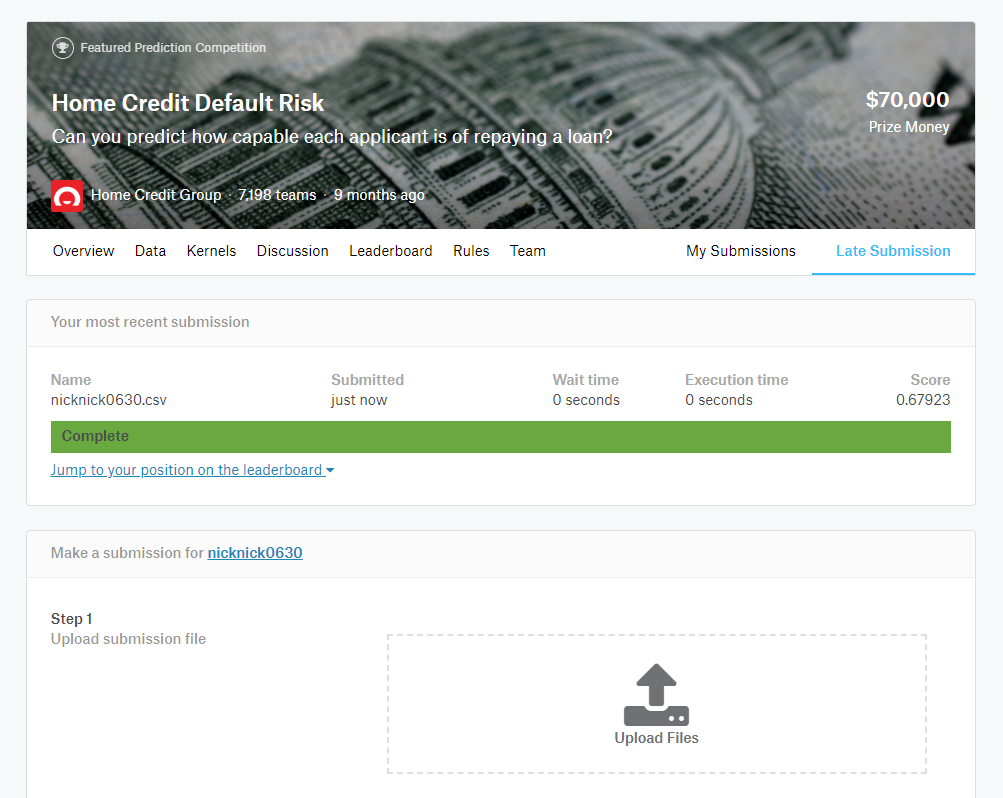 Featured Prediction Competition
Home Credit Default Risk
Can you predict how capable each applicant is of repaying a loan?
$70,000
Prize Money
Home Credit Group · 7,198 teams · 9 months ago
Overview Data Kernels Discussion Leaderboard Rules Team My Submissions Late Submission
Your most recent submission
Name Submitted Wait time Execution time Score
nicknick0630.csv just now 0 seconds 0 seconds 0.67923
Complete
Jump to your position on the leaderboard
Make a submission for nicknick0630
Step 1
Upload submission file
Upload Files